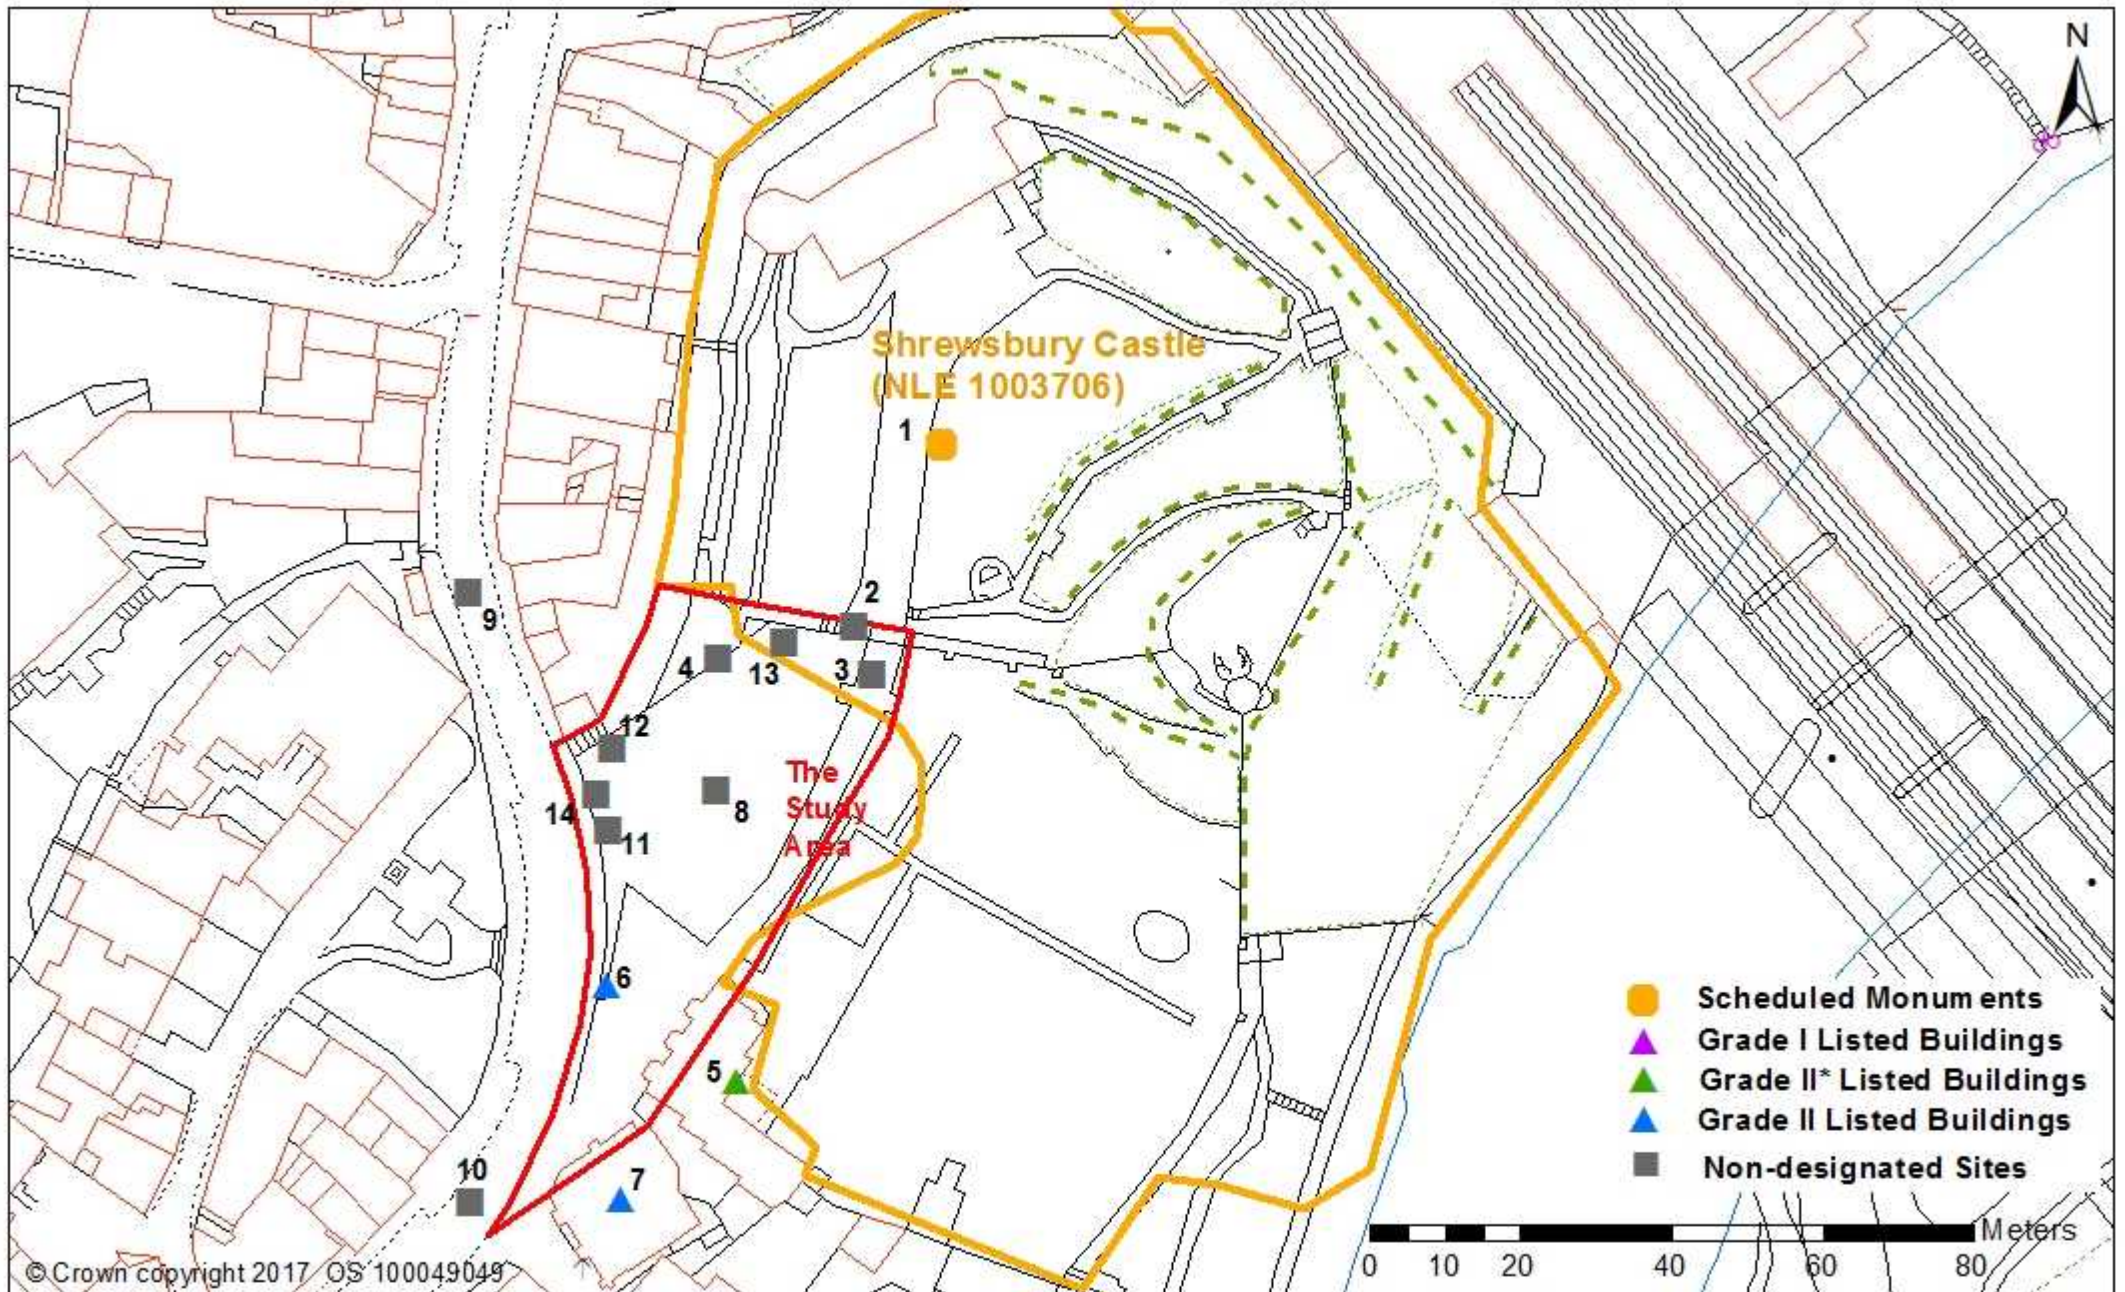 N
Shrewsbury Castle
(NLE 1003706)
1
2
9
4
13
3
12
The
Study
Area
14
8
11
6
5
10
7
Scheduled Monuments
Grade I Listed Buildings
Grade II* Listed Buildings
Grade II Listed Buildings
Non-designated Sites
Meters
0 10 20 40 60 80
© Crown copyright 2017 OS 100049049